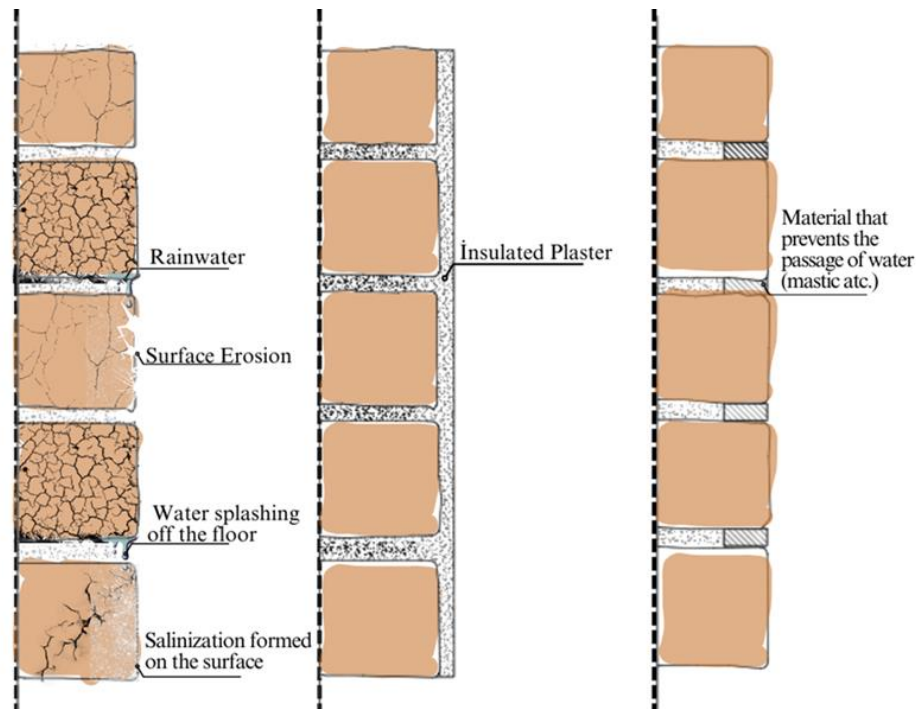 Rainwater
Surface Erosion
Water splashing
off the floor
Salinization formed
on the surface
İnsulated Plaster
Material that
prevents the
passage of water
(mastic atc.)